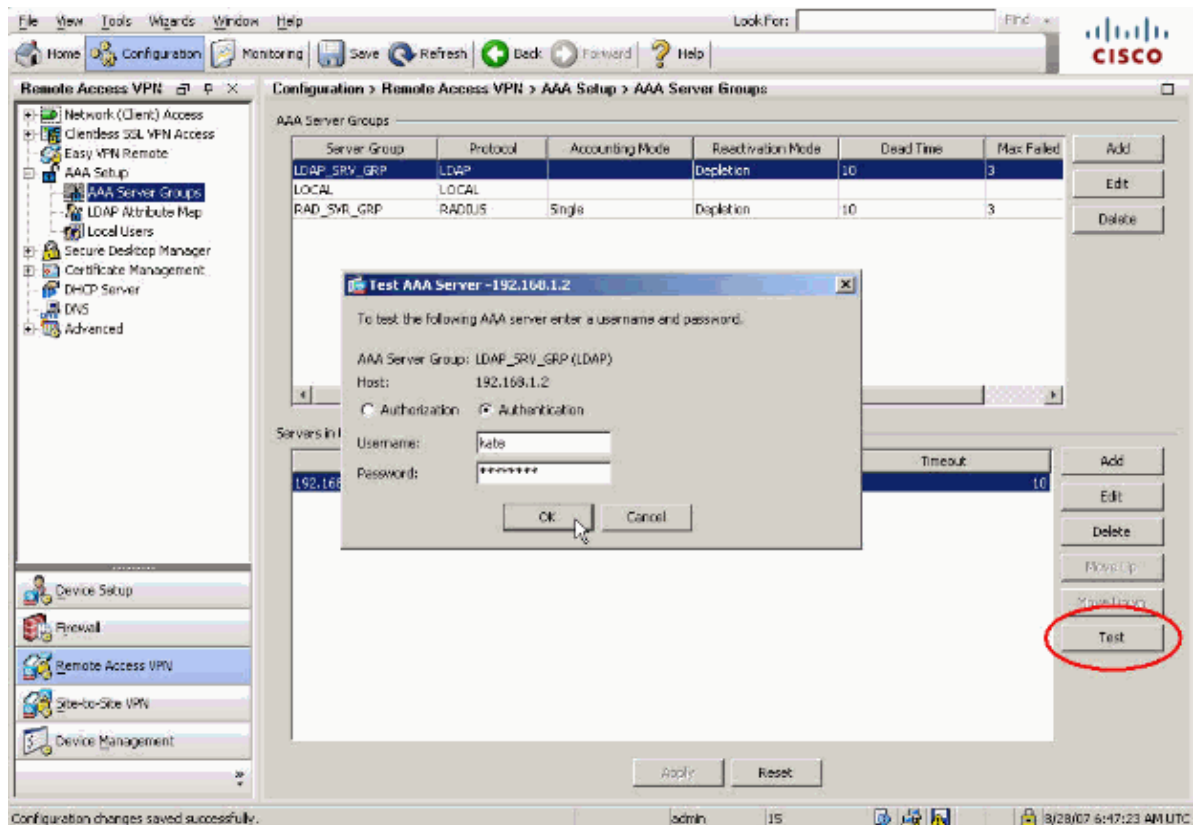 File View Tools Wizards Window Help Look For: Find
Home Configuration Monitoring Save Refresh Back Forward Help
CISCO
Remote Access VPN
Configuration > Remote Access VPN > AAA Setup > AAA Server Groups
Network (Client) Access
Clientless SSL VPN Access
Easy VPN Remote
AAA Setup
AAA Server Groups
LDAP Attribute Map
Local Users
Secure Desktop Manager
Certificate Management
DHCP Server
DNS
Advanced
AAA Server Groups
Server Group Protocol Accounting Mode Reactivation Mode Dead Time Max Failed
LDAP_SRV_GRP LDAP Depletion 10 3
LOCAL LOCAL
RAD_SVR_GRP RADIUS Single Depletion 10 3
Add
Edit
Delete
Test AAA Server -192.168.1.2
To test the following AAA server enter a username and password.
AAA Server Group: LDAP_SRV_GRP (LDAP)
Host: 192.168.1.2
Authorization Authentication
Username: kate
Password: ********
OK Cancel
Servers in
Timeout
192.168
10
Add
Edit
Delete
Move Up
Move Down
Test
Device Setup
Firewall
Remote Access VPN
Site-to-Site VPN
Device Management
Apply Reset
Configuration changes saved successfully. admin 15 8/28/07 6:47:23 AM UTC